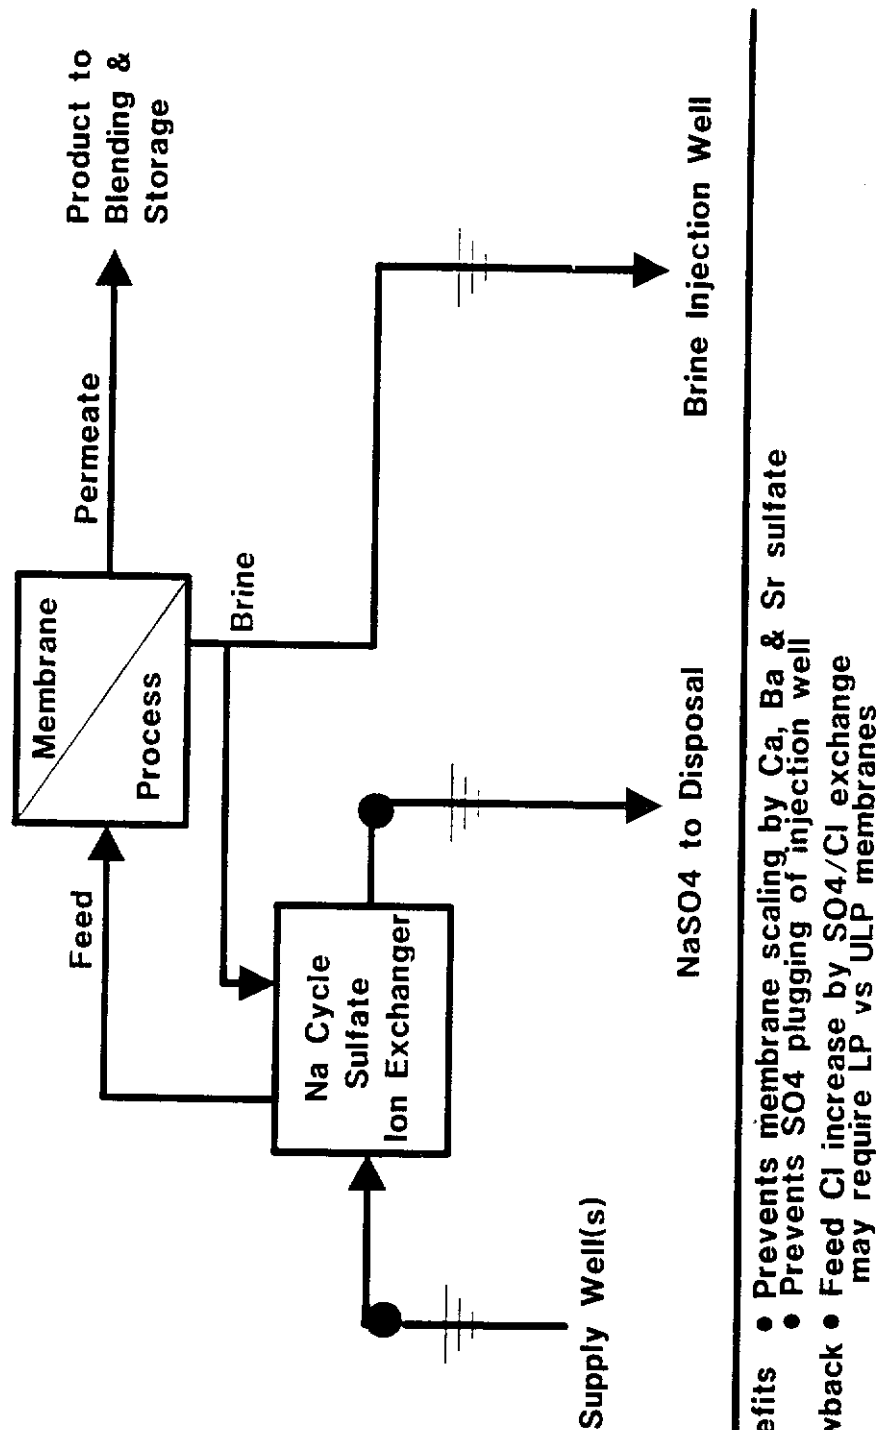 Product to
Blending &
Storage
Permeate
Membrane
Process
Feed
Brine
Na Cycle
Sulfate
Ion Exchanger
Supply Well(s)
NaSO4 to Disposal
Brine Injection Well
efits • Prevents membrane scaling by Ca, Ba & Sr sulfate
• Prevents SO4 plugging of injection well
wback • Feed Cl increase by SO4/Cl exchange
may require LP vs ULP membranes